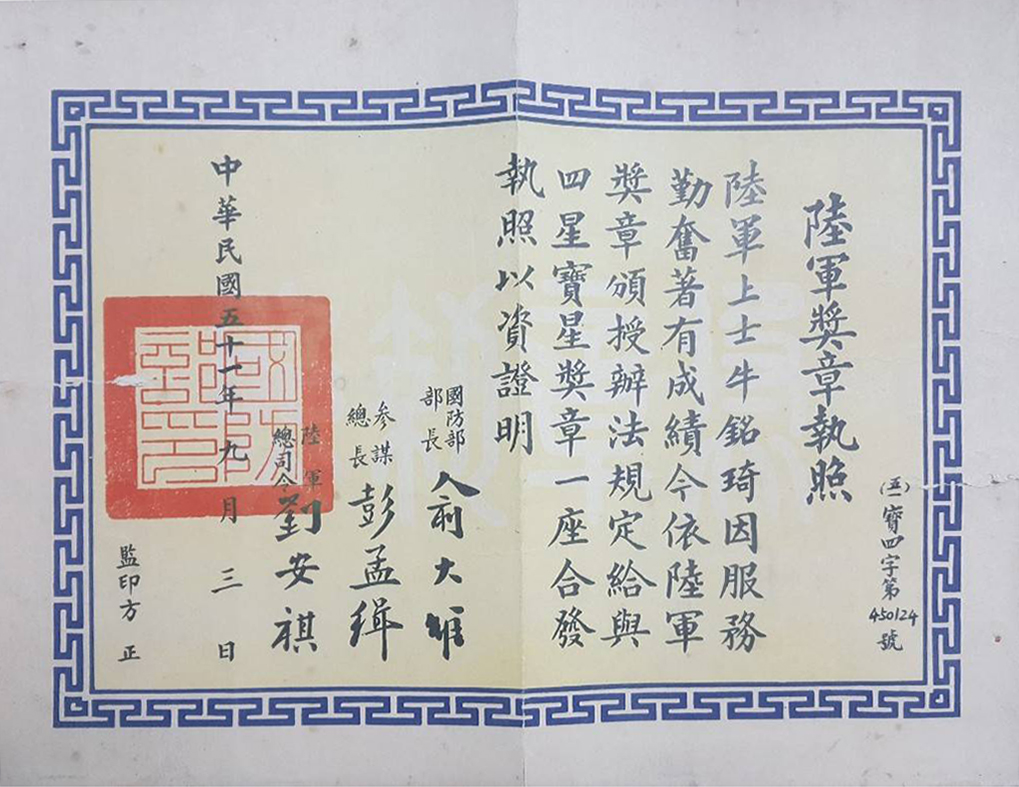 陸軍獎章執照
(五一)寶四字第450124號
陸軍上士牛銘琦因服務
勤奮著有成績今依陸軍
獎章頒授辦法規定給與
四星寶星獎章一座合發
執照以資證明
國防部部長 俞大維
參謀總長 彭孟緝
陸軍總司令 劉安祺
中華民國五十一年九月三日
監印方正